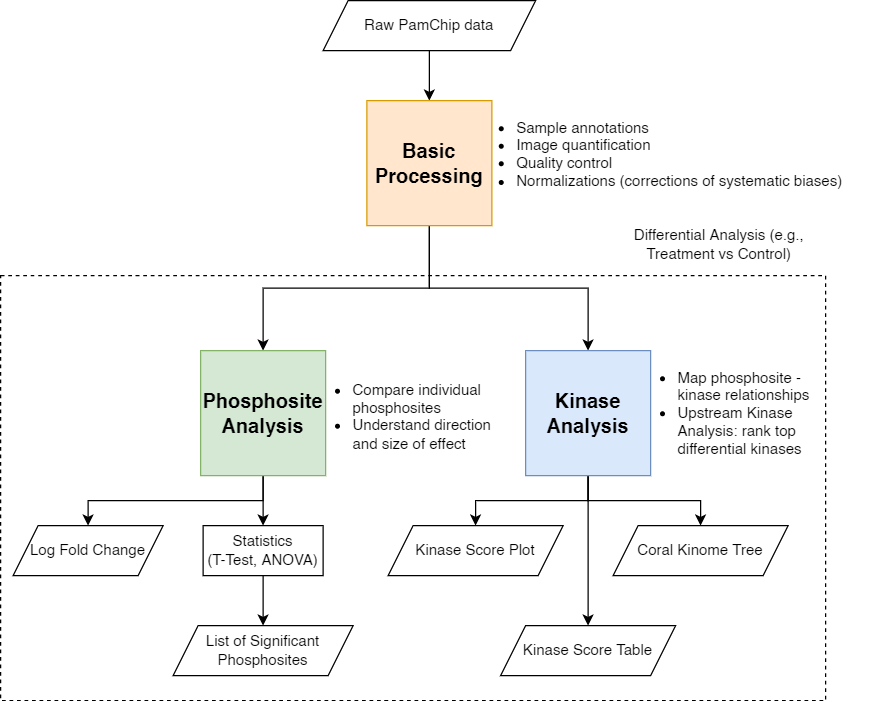 Raw PamChip data
Basic
Processing
• Sample annotations
• Image quantification
• Quality control
• Normalizations (corrections of systematic biases)
Differential Analysis (e.g.,
Treatment vs Control)
Phosphosite
Analysis
• Compare individual
phosphosites
• Understand direction
and size of effect
Kinase
Analysis
• Map phosphosite -
kinase relationships
• Upstream Kinase
Analysis: rank top
differential kinases
Log Fold Change
Statistics
(T-Test, ANOVA)
Kinase Score Plot
Coral Kinome Tree
List of Significant
Phosphosites
Kinase Score Table